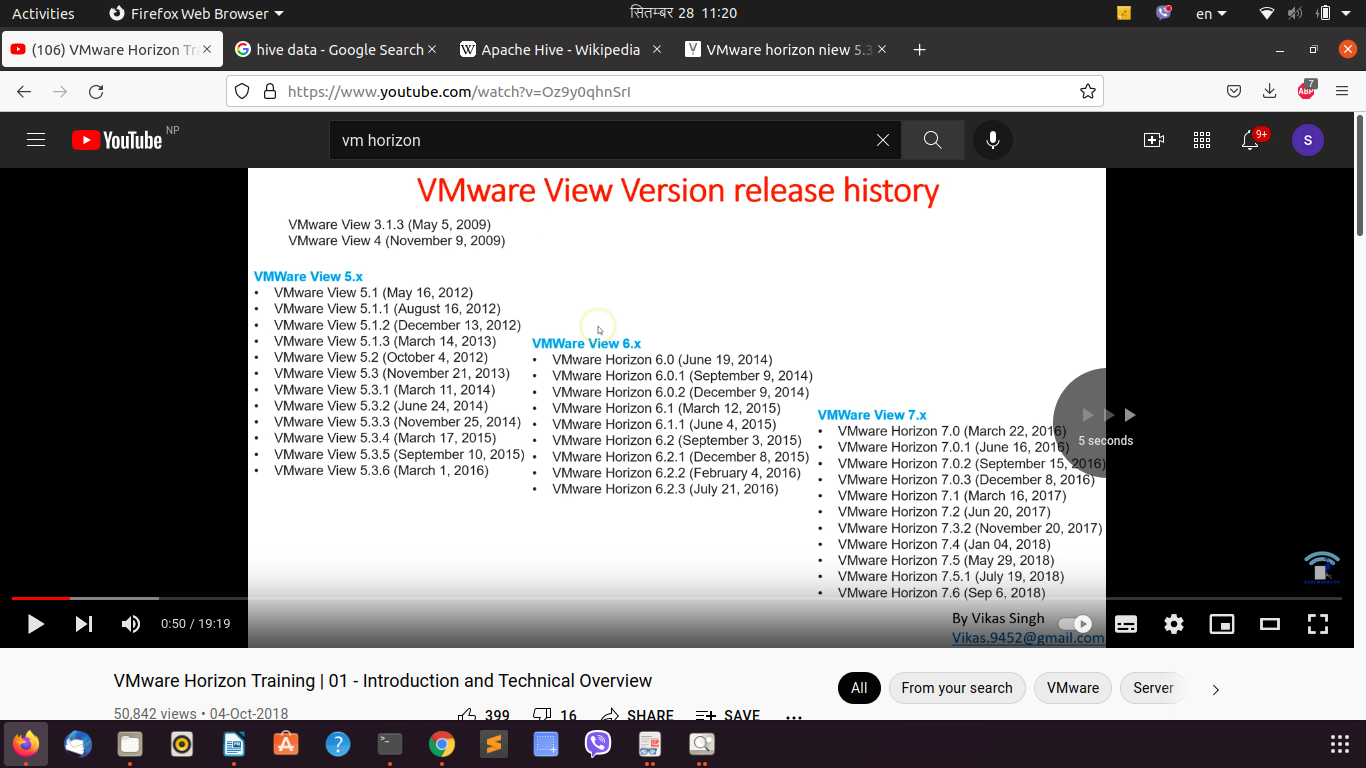 Activities
Firefox Web Browser
सितम्बर 28 11:20
en
(106) VMware Horizon Tr
hive data - Google Search
Apache Hive - Wikipedia
VMware horizon niew 5.3
https://www.youtube.com/watch?v=Oz9y0qhnSrI
ABP
7
YouTube NP
vm horizon
9+
S
VMware View Version release history
VMware View 3.1.3 (May 5, 2009)
VMware View 4 (November 9, 2009)
VMWare View 5.x
• VMware View 5.1 (May 16, 2012)
• VMware View 5.1.1 (August 16, 2012)
• VMware View 5.1.2 (December 13, 2012)
• VMware View 5.1.3 (March 14, 2013)
• VMware View 5.2 (October 4, 2012)
• VMware View 5.3 (November 21, 2013)
• VMware View 5.3.1 (March 11, 2014)
• VMware View 5.3.2 (June 24, 2014)
• VMware View 5.3.3 (November 25, 2014)
• VMware View 5.3.4 (March 17, 2015)
• VMware View 5.3.5 (September 10, 2015)
• VMware View 5.3.6 (March 1, 2016)
VMWare View 6.x
• VMware Horizon 6.0 (June 19, 2014)
• VMware Horizon 6.0.1 (September 9, 2014)
• VMware Horizon 6.0.2 (December 9, 2014)
• VMware Horizon 6.1 (March 12, 2015)
• VMware Horizon 6.1.1 (June 4, 2015)
• VMware Horizon 6.2 (September 3, 2015)
• VMware Horizon 6.2.1 (December 8, 2015)
• VMware Horizon 6.2.2 (February 4, 2016)
• VMware Horizon 6.2.3 (July 21, 2016)
VMWare View 7.x
• VMware Horizon 7.0 (March 22, 2016)
• VMware Horizon 7.0.1 (June 16, 2016)
• VMware Horizon 7.0.2 (September 15, 2016)
• VMware Horizon 7.0.3 (December 8, 2016)
• VMware Horizon 7.1 (March 16, 2017)
• VMware Horizon 7.2 (Jun 20, 2017)
• VMware Horizon 7.3.2 (November 20, 2017)
• VMware Horizon 7.4 (Jan 04, 2018)
• VMware Horizon 7.5 (May 29, 2018)
• VMware Horizon 7.5.1 (July 19, 2018)
• VMware Horizon 7.6 (Sep 6, 2018)
5 seconds
By Vikas Singh
Vikas.9452@gmail.com
0:50 / 19:19
VMware Horizon Training | 01 - Introduction and Technical Overview
50,842 views • 04-Oct-2018
399
16
SHARE
SAVE
All
From your search
VMware
Server